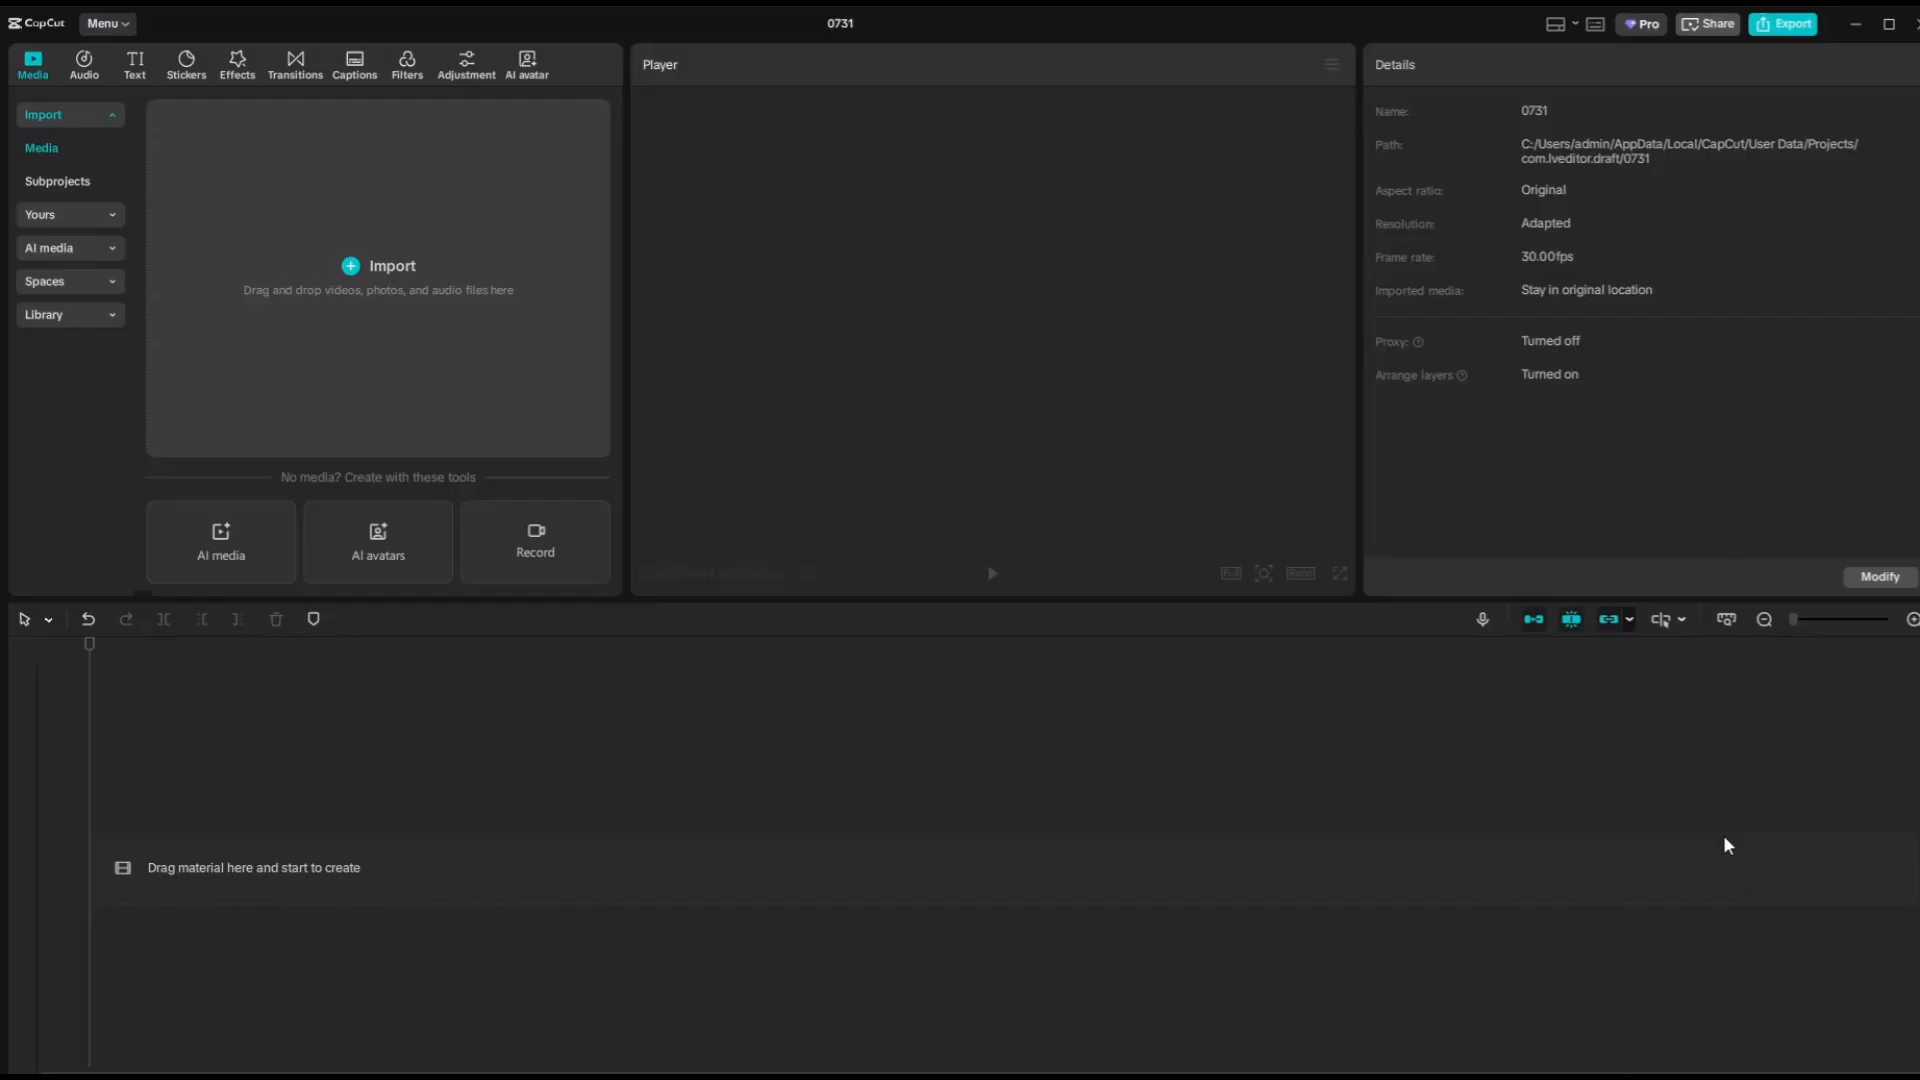 CapCut
Menu
0731
Pro
Share
Export
Media
Audio
Text
Stickers
Effects
Transitions
Captions
Filters
Adjustment
AI avatar
Import
Media
Subprojects
Yours
AI media
Spaces
Library
Import
Drag and drop videos, photos, and audio files here
No media? Create with these tools
AI media
AI avatars
Record
Player
Full
Ratio
Details
Name:
0731
Path:
C:/Users/admin/AppData/Local/CapCut/User Data/Projects/
com.lveditor.draft/0731
Aspect ratio:
Original
Resolution:
Adapted
Frame rate:
30.00fps
Imported media:
Stay in original location
Proxy:
Turned off
Arrange layers
Turned on
Modify
Drag material here and start to create